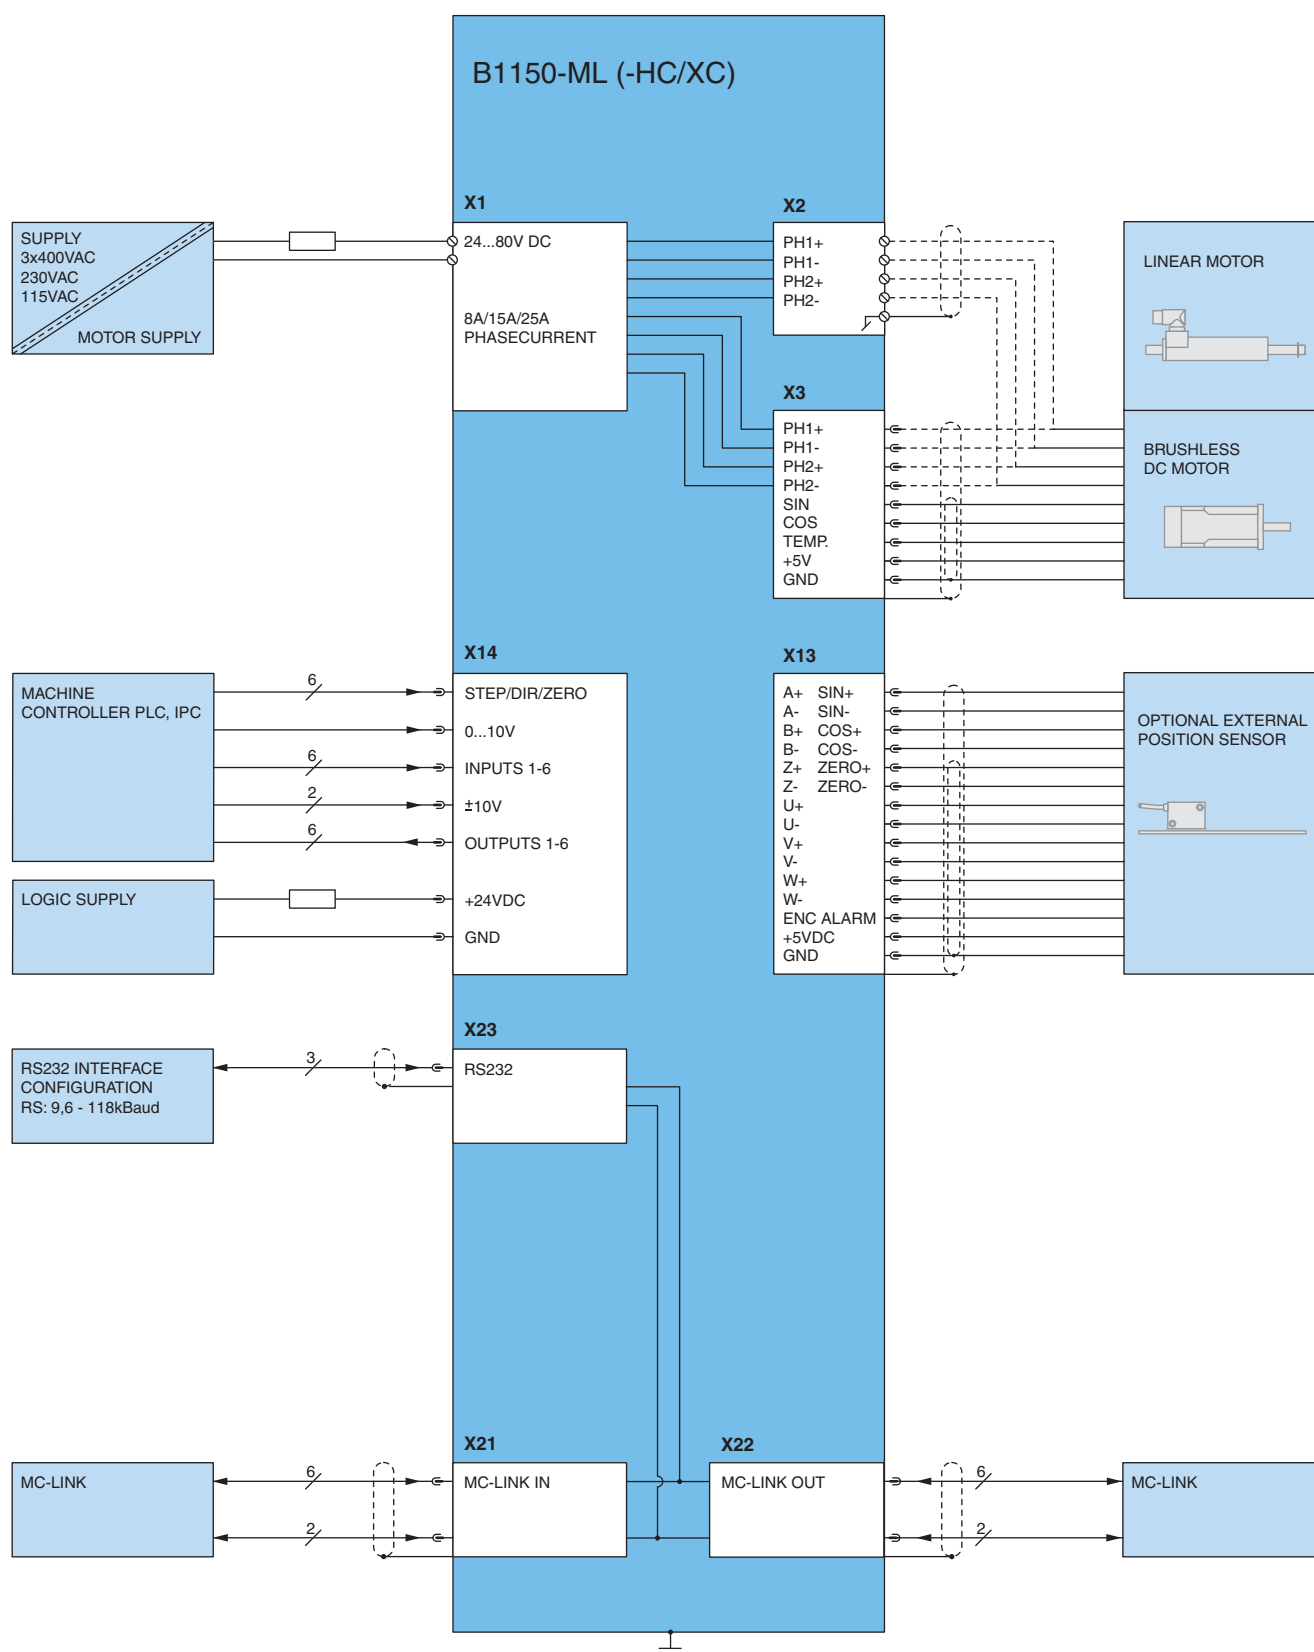 B1150-ML (-HC/XC)
X1
X2
SUPPLY
3x400VAC
230VAC
115VAC
MOTOR SUPPLY
24...80V DC
8A/15A/25A
PHASECURRENT
PH1+
PH1-
PH2+
PH2-
LINEAR MOTOR
X3
PH1+
PH1-
PH2+
PH2-
SIN
COS
TEMP.
+5V
GND
BRUSHLESS
DC MOTOR
X14
X13
MACHINE
CONTROLLER PLC, IPC
6
6
2
6
STEP/DIR/ZERO
0...10V
INPUTS 1-6
±10V
OUTPUTS 1-6
LOGIC SUPPLY
+24VDC
GND
A+ SIN+
A- SIN-
B+ COS+
B- COS-
Z+ ZERO+
Z- ZERO-
U+
U-
V+
V-
W+
W-
ENC ALARM
+5VDC
GND
OPTIONAL EXTERNAL
POSITION SENSOR
X23
RS232 INTERFACE
CONFIGURATION
RS: 9,6 - 118kBaud
3
RS232
X21
X22
MC-LINK
6
2
MC-LINK IN
MC-LINK OUT
6
2
MC-LINK